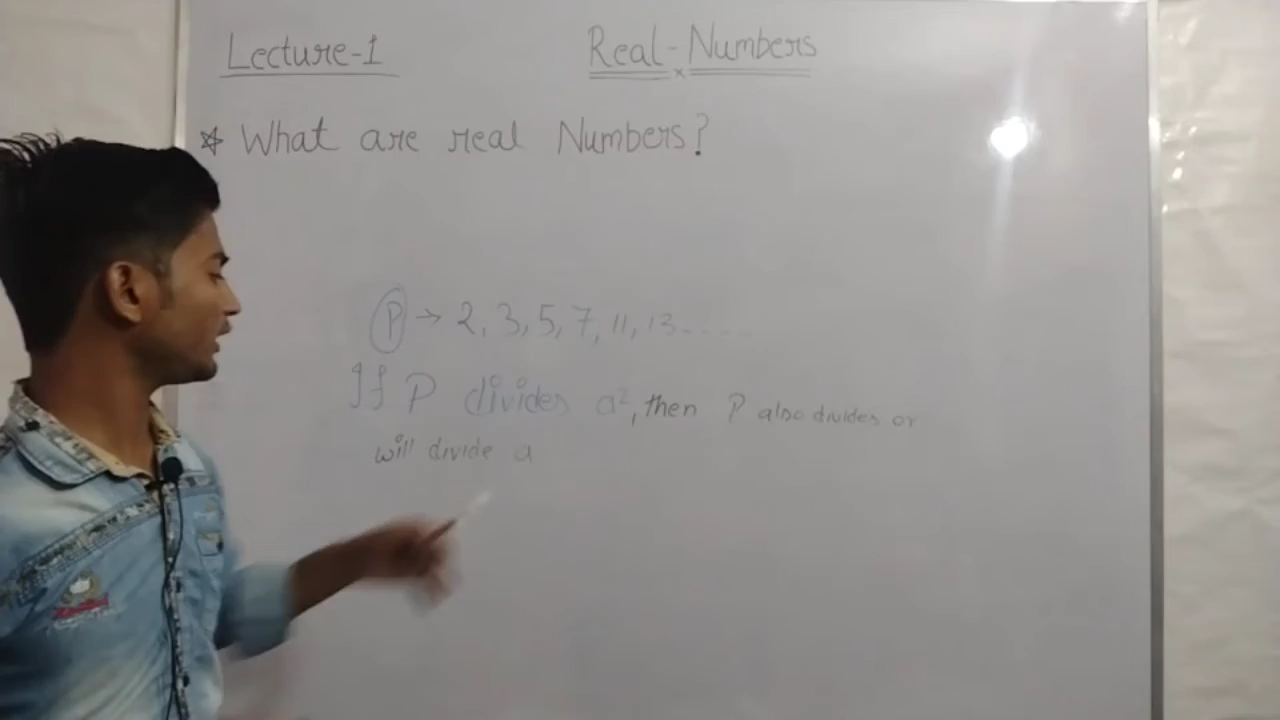 Lecture-1
Real-Numbers
What are real Numbers?
P → 2, 3, 5, 7, 11, 13.....
If P divides a², then P also divides or
will divide a